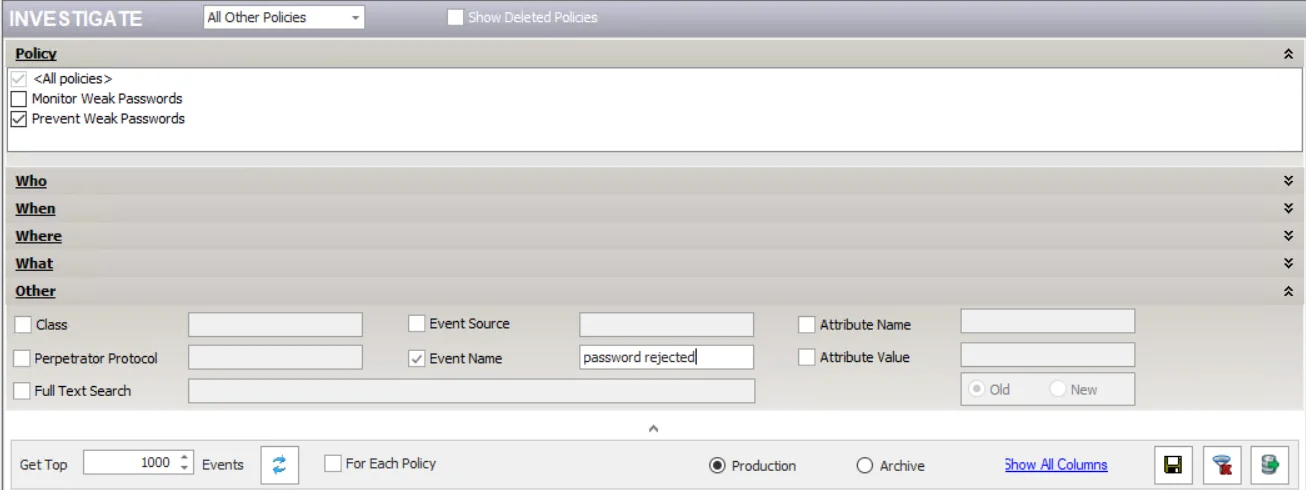 INVESTIGATE All Other Policies Show Deleted Policies
Policy
<All policies>
Monitor Weak Passwords
Prevent Weak Passwords
Who
When
Where
What
Other
Class Event Source Attribute Name
Perpetrator Protocol Event Name password rejected Attribute Value
Full Text Search Old New
Get Top 1000 Events For Each Policy Production Archive Show All Columns